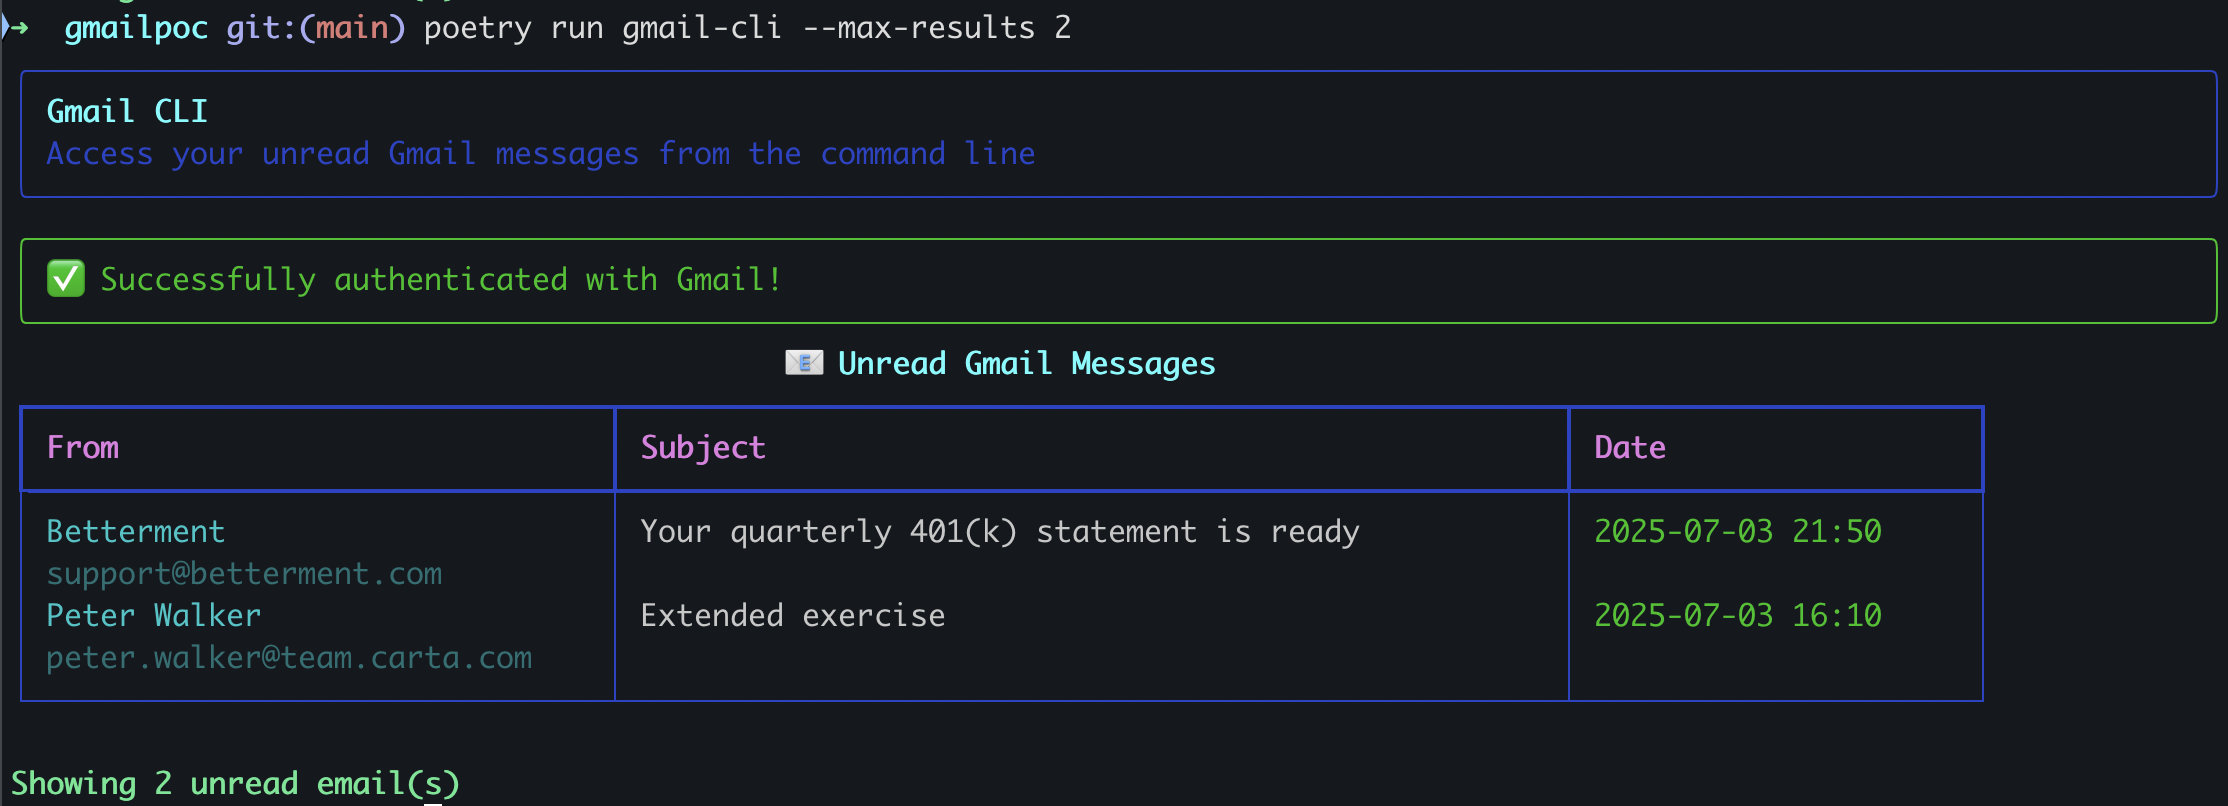 ➜ gmailpoc git:(main) poetry run gmail-cli --max-results 2
Gmail CLI
Access your unread Gmail messages from the command line
✅ Successfully authenticated with Gmail!
📧 Unread Gmail Messages
From Subject Date
Betterment Your quarterly 401(k) statement is ready 2025-07-03 21:50
support@betterment.com
Peter Walker Extended exercise 2025-07-03 16:10
peter.walker@team.carta.com
Showing 2 unread email(s)